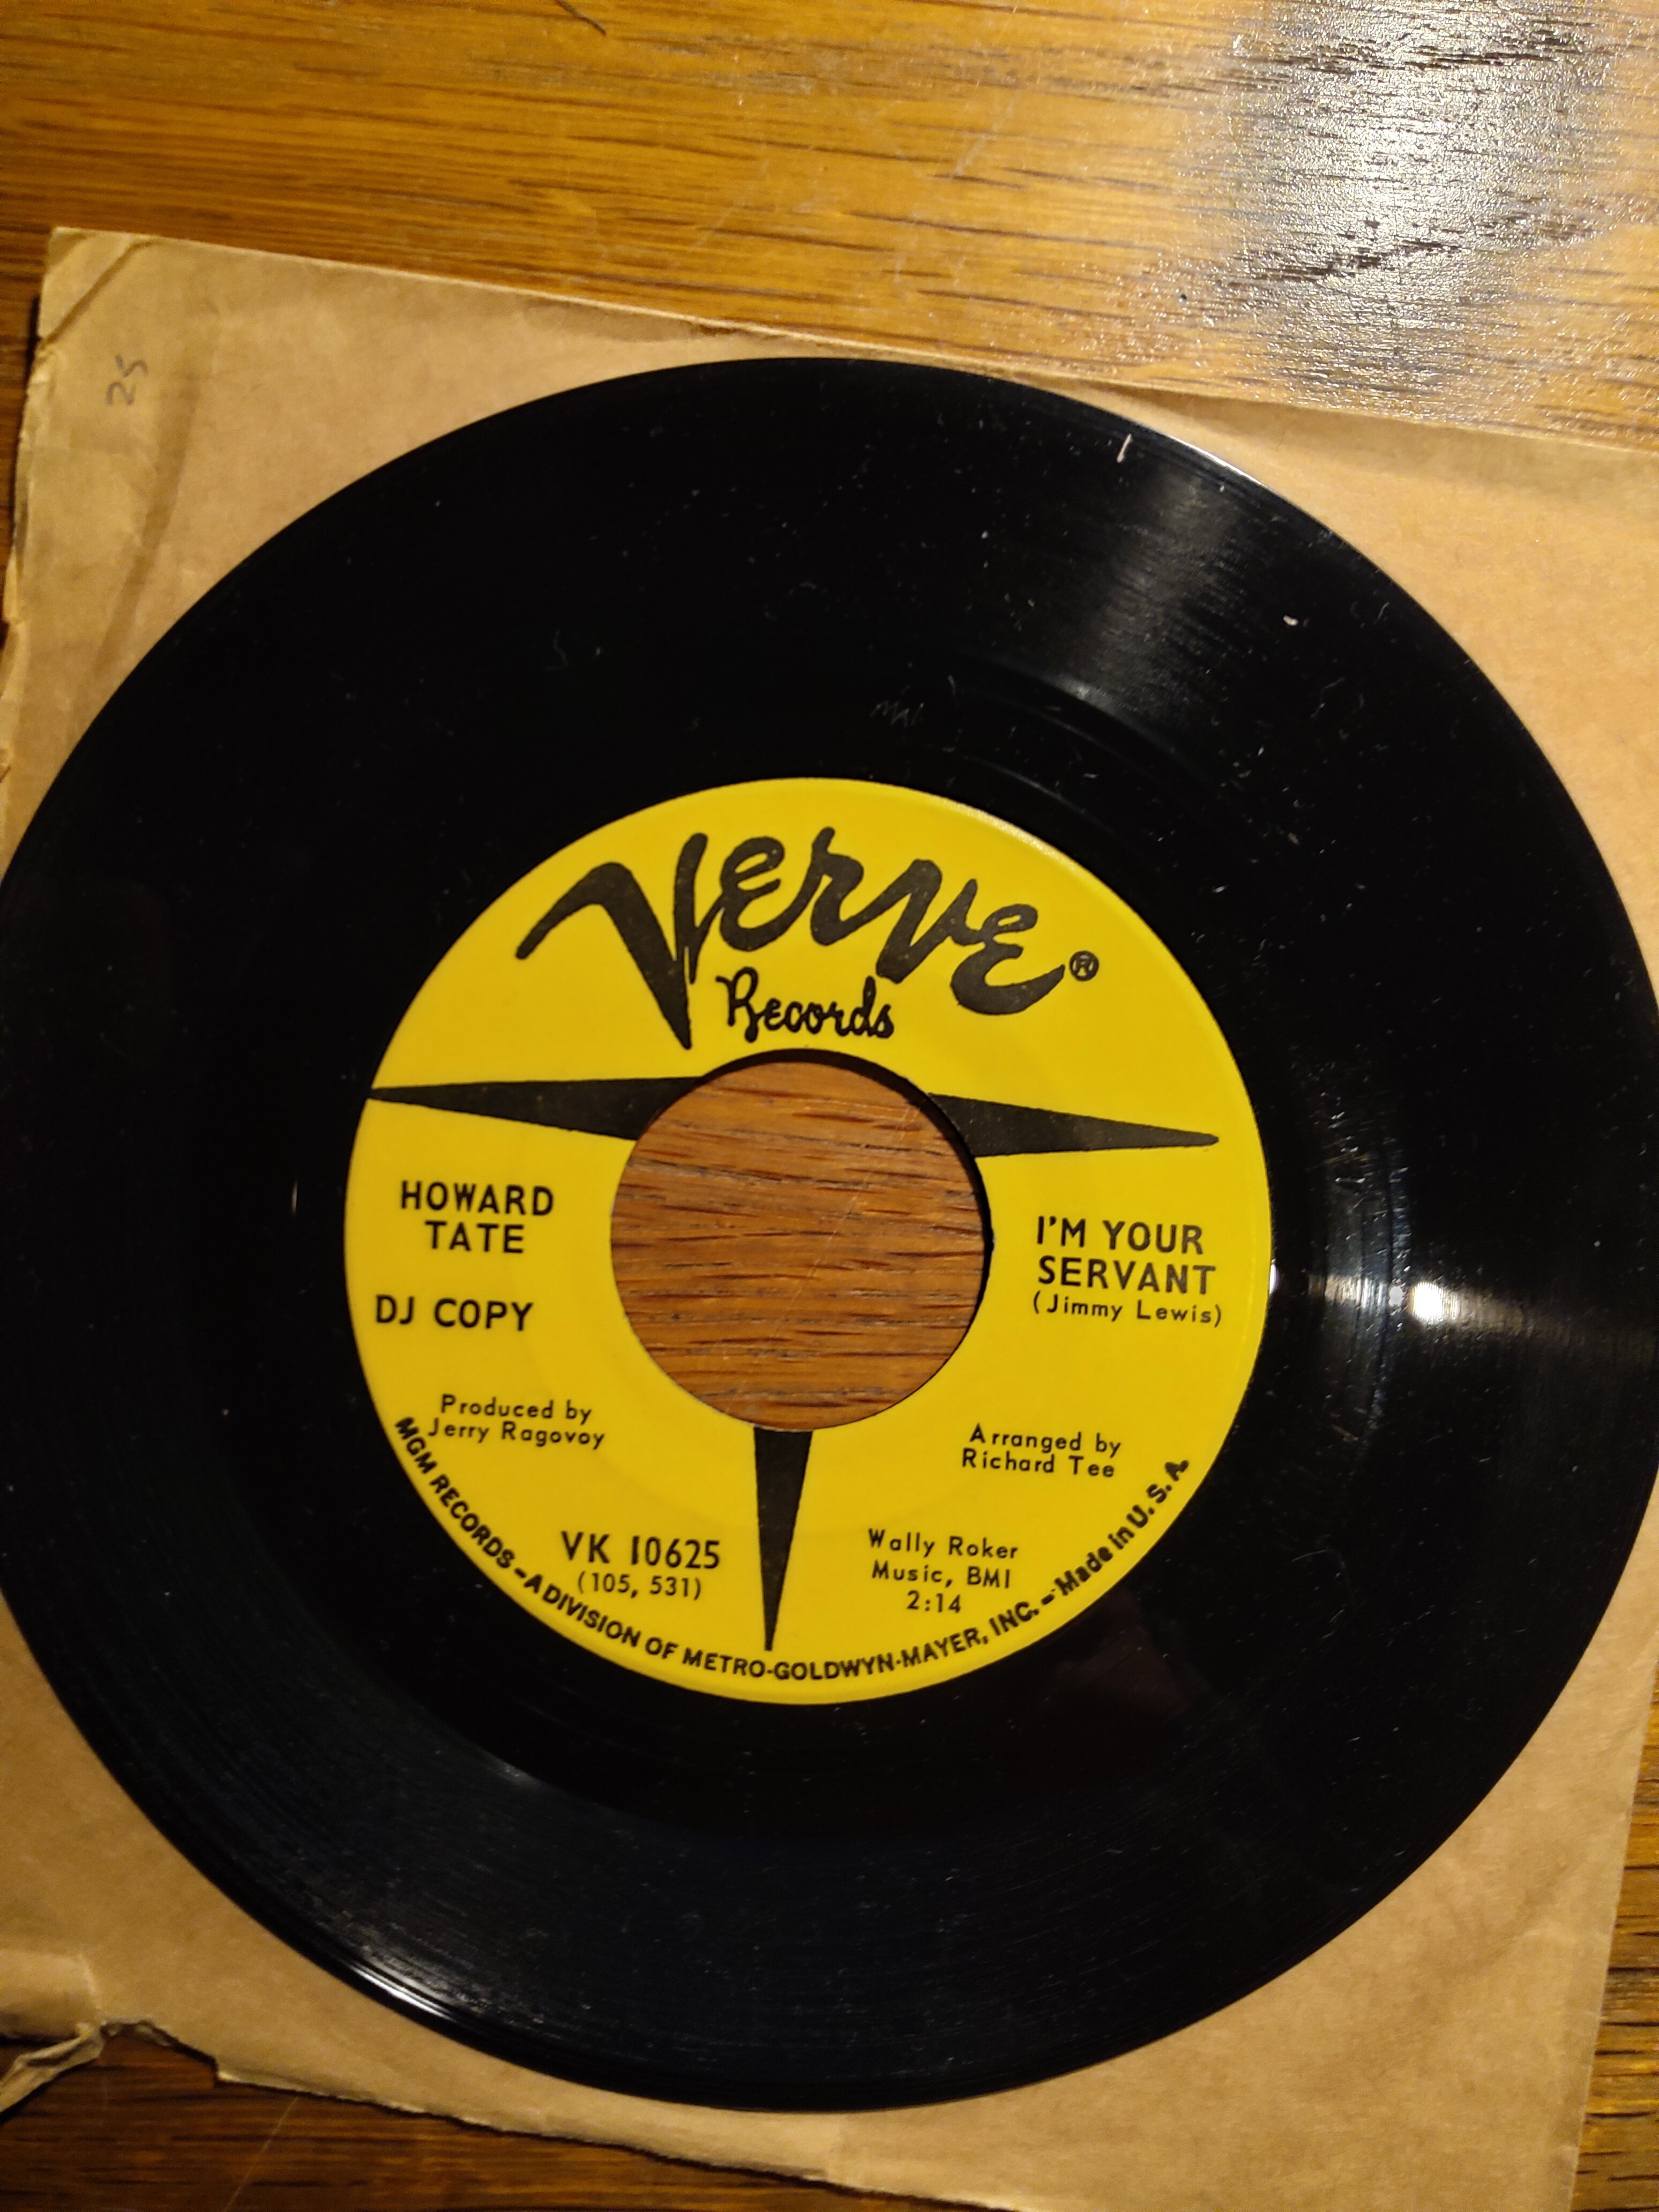 25
Verve®
Records
HOWARD
TATE
DJ COPY
I'M YOUR
SERVANT
(Jimmy Lewis)
Produced by
Jerry Ragovoy
Arranged by
Richard Tee
VK 10625
(105, 531)
Wally Roker
Music, BMI
2:14
MGM RECORDS - A DIVISION OF METRO-GOLDWYN-MAYER, INC. - Made in U. S. A.